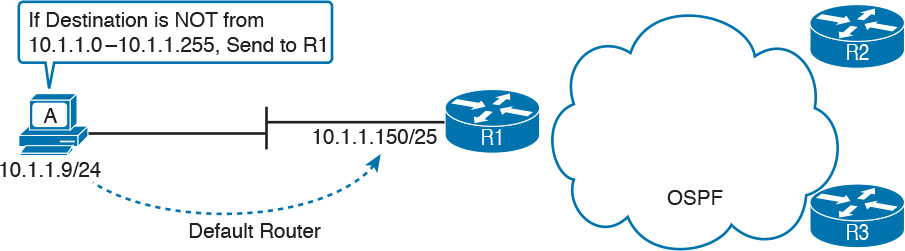 If Destination is NOT from
10.1.1.0–10.1.1.255, Send to R1
A
10.1.1.9/24
10.1.1.150/25
R1
Default Router
OSPF
R2
R3